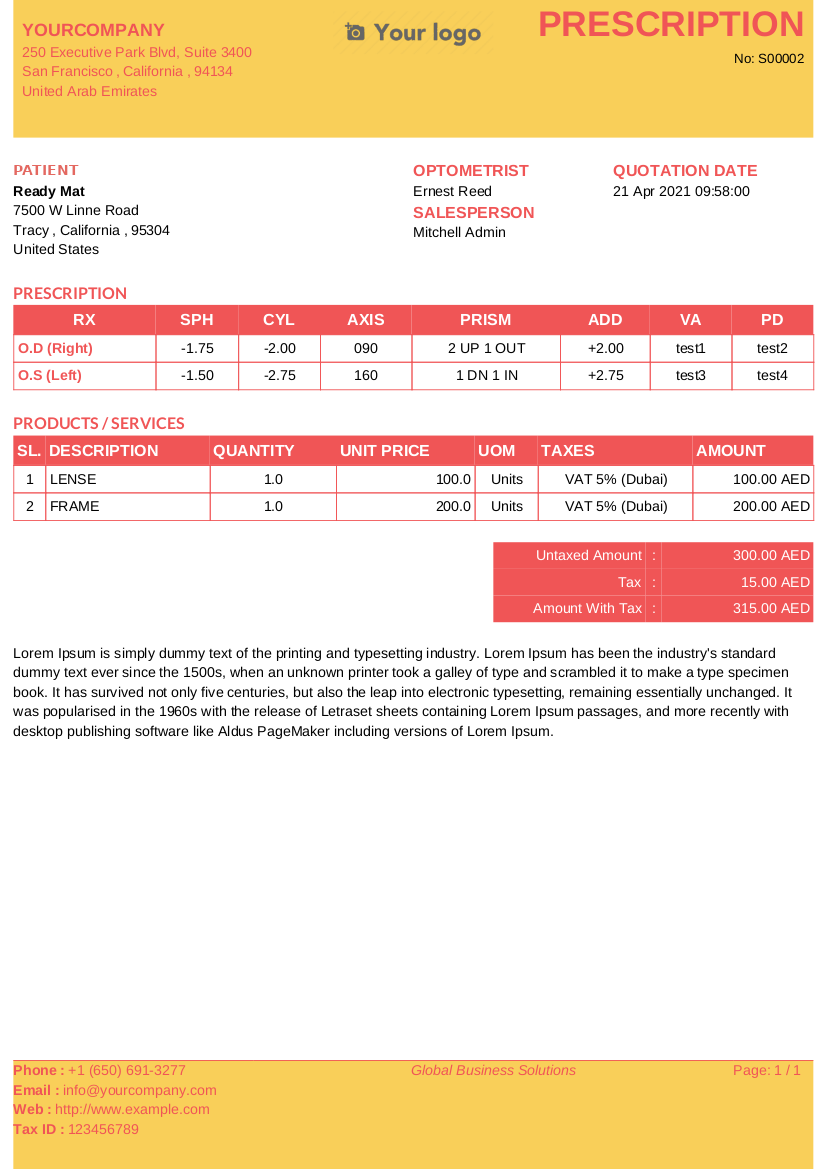 YOURCOMPANY
250 Executive Park Blvd, Suite 3400
San Francisco , California , 94134
United Arab Emirates
Your logo
PRESCRIPTION
No: S00002
PATIENT
Ready Mat
7500 W Linne Road
Tracy , California , 95304
United States
OPTOMETRIST
Ernest Reed
SALESPERSON
Mitchell Admin
QUOTATION DATE
21 Apr 2021 09:58:00
PRESCRIPTION
RX SPH CYL AXIS PRISM ADD VA PD
O.D (Right) -1.75 -2.00 090 2 UP 1 OUT +2.00 test1 test2
O.S (Left) -1.50 -2.75 160 1 DN 1 IN +2.75 test3 test4
PRODUCTS / SERVICES
SL. DESCRIPTION QUANTITY UNIT PRICE UOM TAXES AMOUNT
1 LENSE 1.0 100.0 Units VAT 5% (Dubai) 100.00 AED
2 FRAME 1.0 200.0 Units VAT 5% (Dubai) 200.00 AED
Untaxed Amount : 300.00 AED
Tax : 15.00 AED
Amount With Tax : 315.00 AED
Lorem Ipsum is simply dummy text of the printing and typesetting industry. Lorem Ipsum has been the industry's standard
dummy text ever since the 1500s, when an unknown printer took a galley of type and scrambled it to make a type specimen
book. It has survived not only five centuries, but also the leap into electronic typesetting, remaining essentially unchanged. It
was popularised in the 1960s with the release of Letraset sheets containing Lorem Ipsum passages, and more recently with
desktop publishing software like Aldus PageMaker including versions of Lorem Ipsum.
Phone : +1 (650) 691-3277
Email : info@yourcompany.com
Web : http://www.example.com
Tax ID : 123456789
Global Business Solutions
Page: 1 / 1